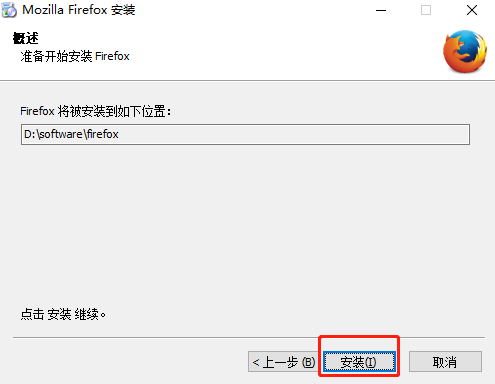 Mozilla Firefox 安装
概述
准备开始安装 Firefox
Firefox 将被安装到如下位置：
D:\software\firefox
点击 安装 继续。
< 上一步 (B) 安装(I) 取消